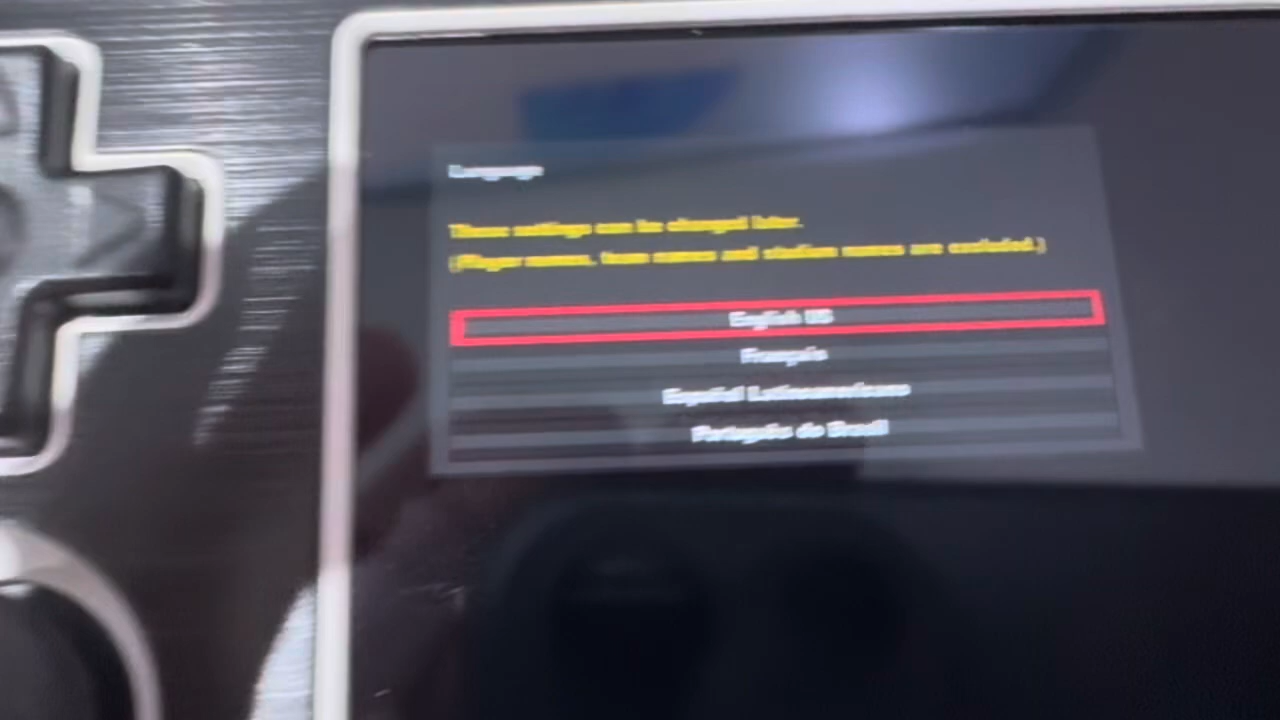 Language
These settings can be changed later.
(Player names, team names and stadium names are excluded.)
English US
Français
Español Latinoamericano
Português do Brasil